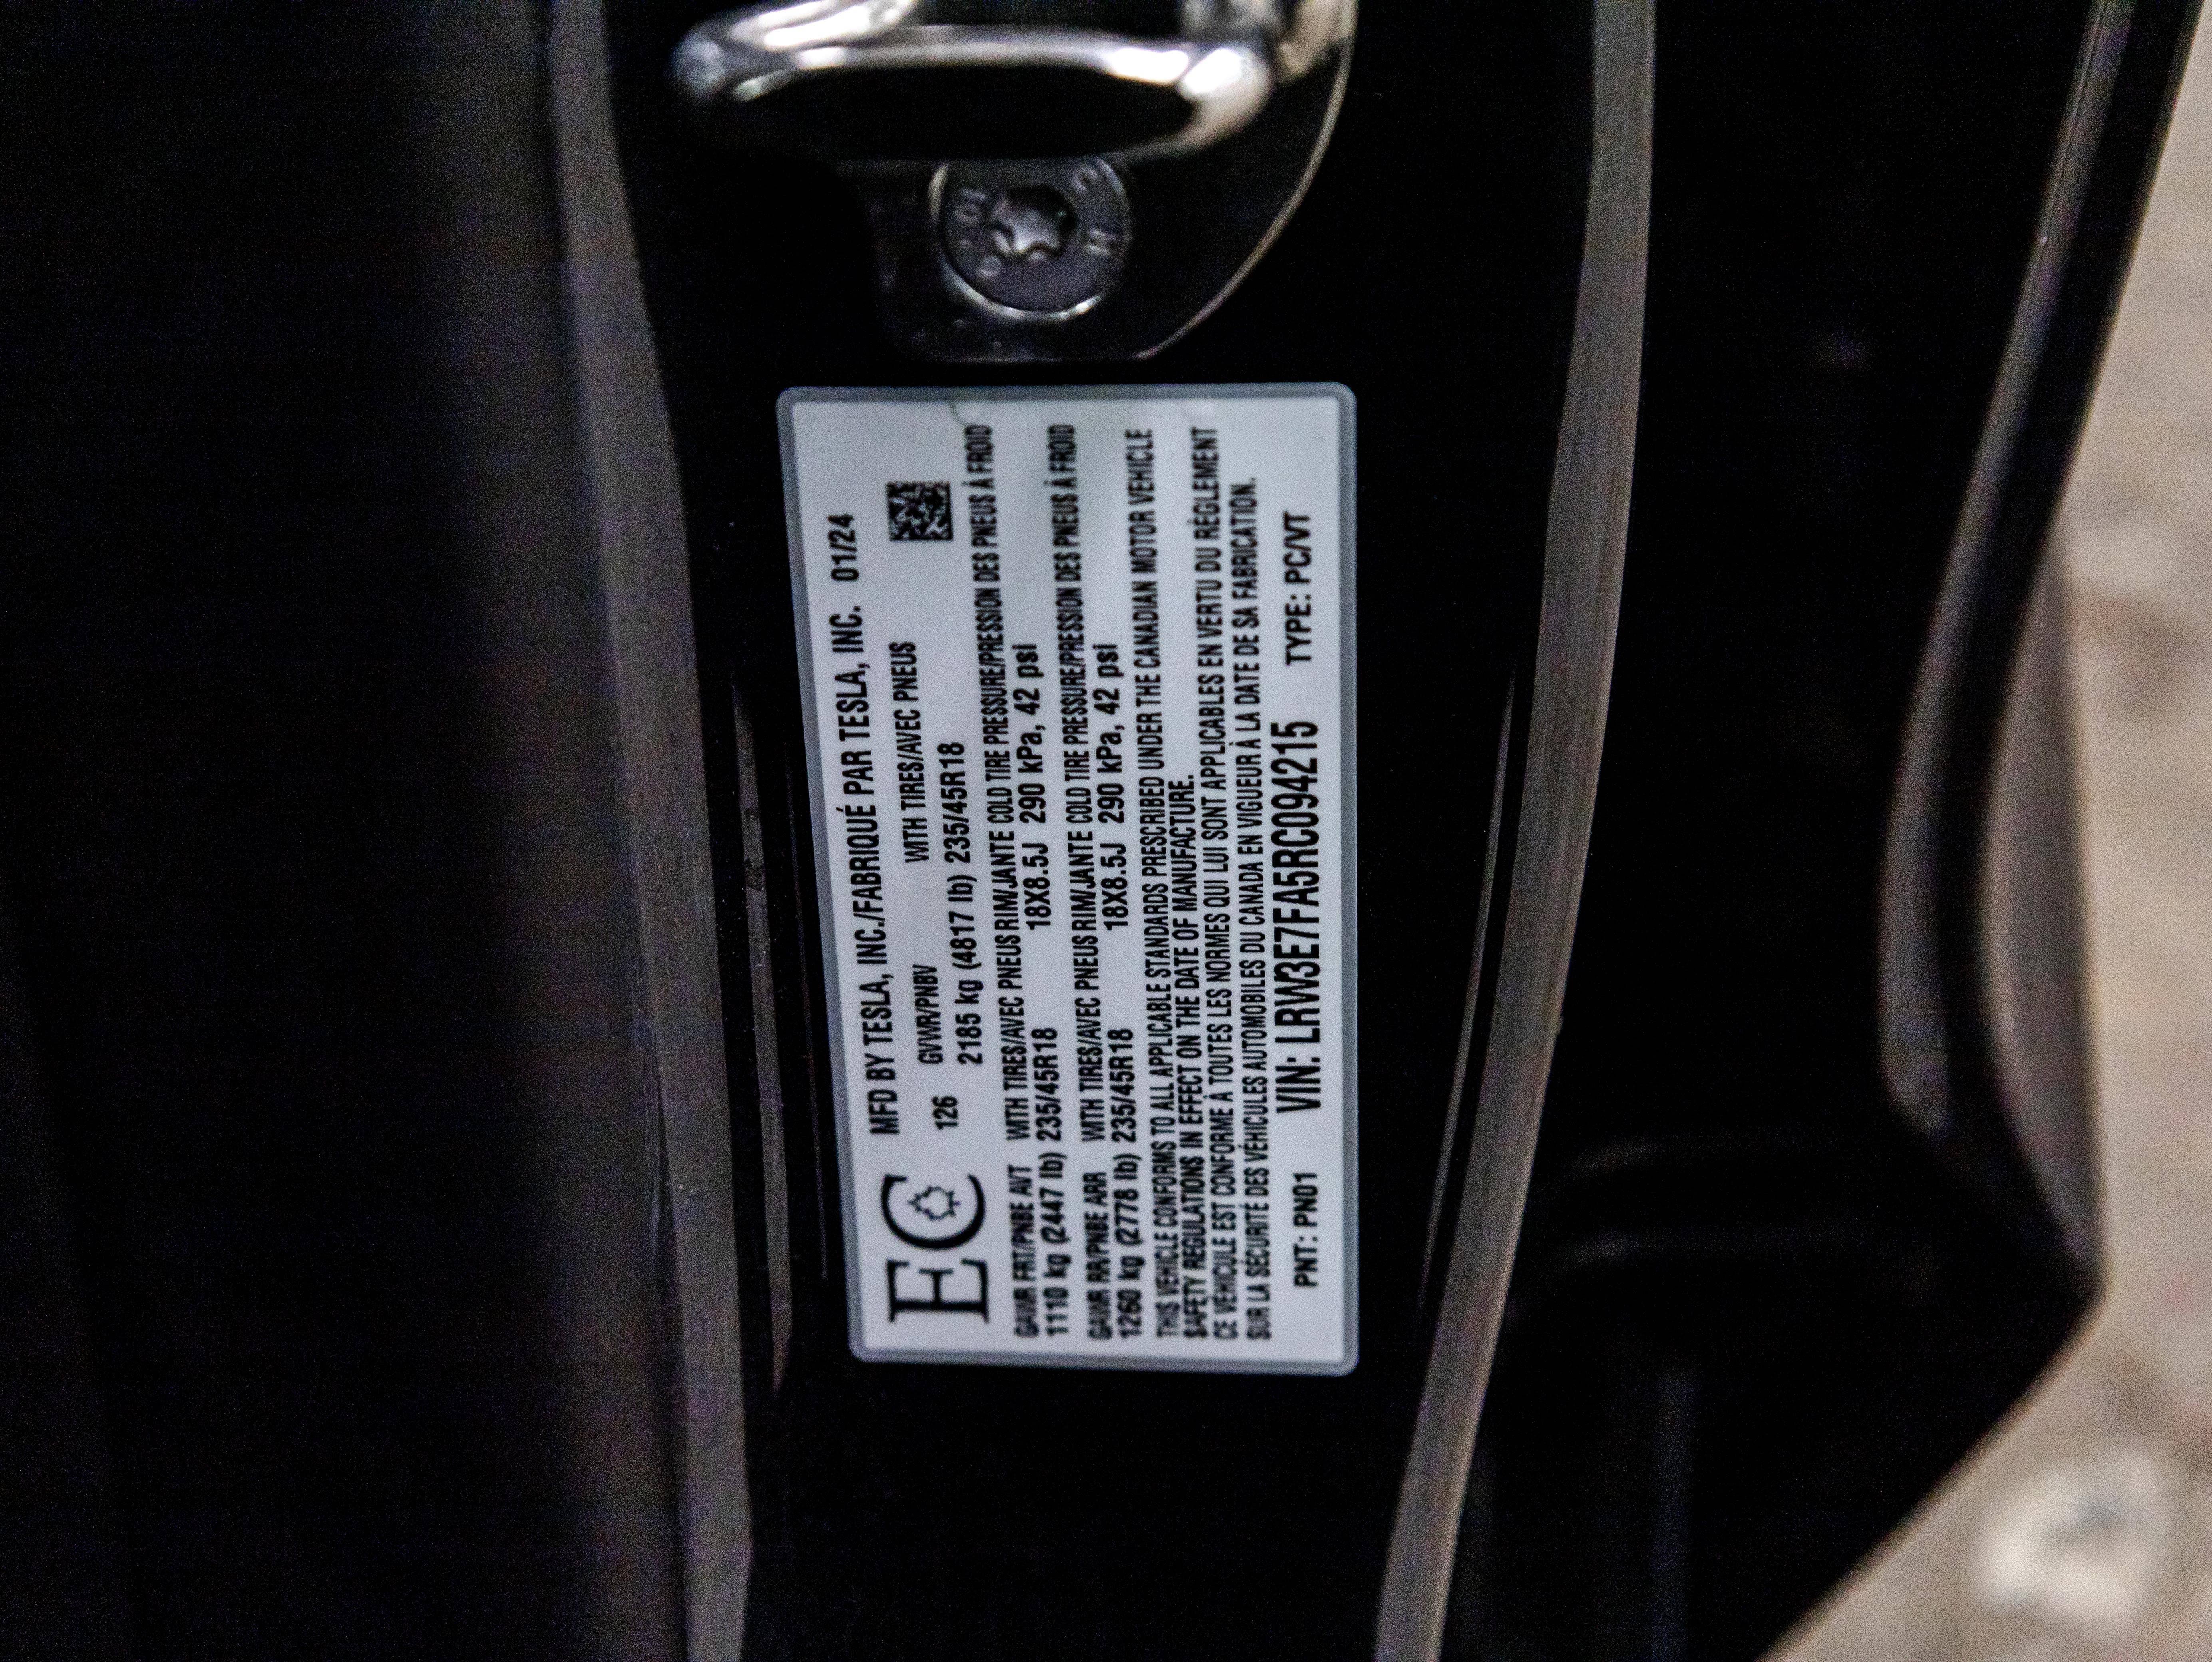 MFD BY TESLA, INC./FABRIQUÉ PAR TESLA, INC. 01/24
EC
126 GVWR/PNBV WITH TIRES/AVEC PNEUS
2185 kg (4817 lb) 235/45R18
GAWR FRT/PNBE AVT WITH TIRES/AVEC PNEUS RIM/JANTE COLD TIRE PRESSURE/PRESSION DES PNEUS À FROID
1110 kg (2447 lb) 235/45R18 18X8.5J 290 kPa, 42 psi
GAWR RR/PNBE ARR WITH TIRES/AVEC PNEUS RIM/JANTE COLD TIRE PRESSURE/PRESSION DES PNEUS À FROID
1260 kg (2778 lb) 235/45R18 18X8.5J 290 kPa, 42 psi
THIS VEHICLE CONFORMS TO ALL APPLICABLE STANDARDS PRESCRIBED UNDER THE CANADIAN MOTOR VEHICLE
SAFETY REGULATIONS IN EFFECT ON THE DATE OF MANUFACTURE.
CE VÉHICULE EST CONFORME À TOUTES LES NORMES QUI LUI SONT APPLICABLES EN VERTU DU RÈGLEMENT
SUR LA SÉCURITÉ DES VÉHICULES AUTOMOBILES DU CANADA EN VIGUEUR À LA DATE DE SA FABRICATION.
PNT: PN01 VIN: LRW3E7FA5RC094215 TYPE: PC/VT